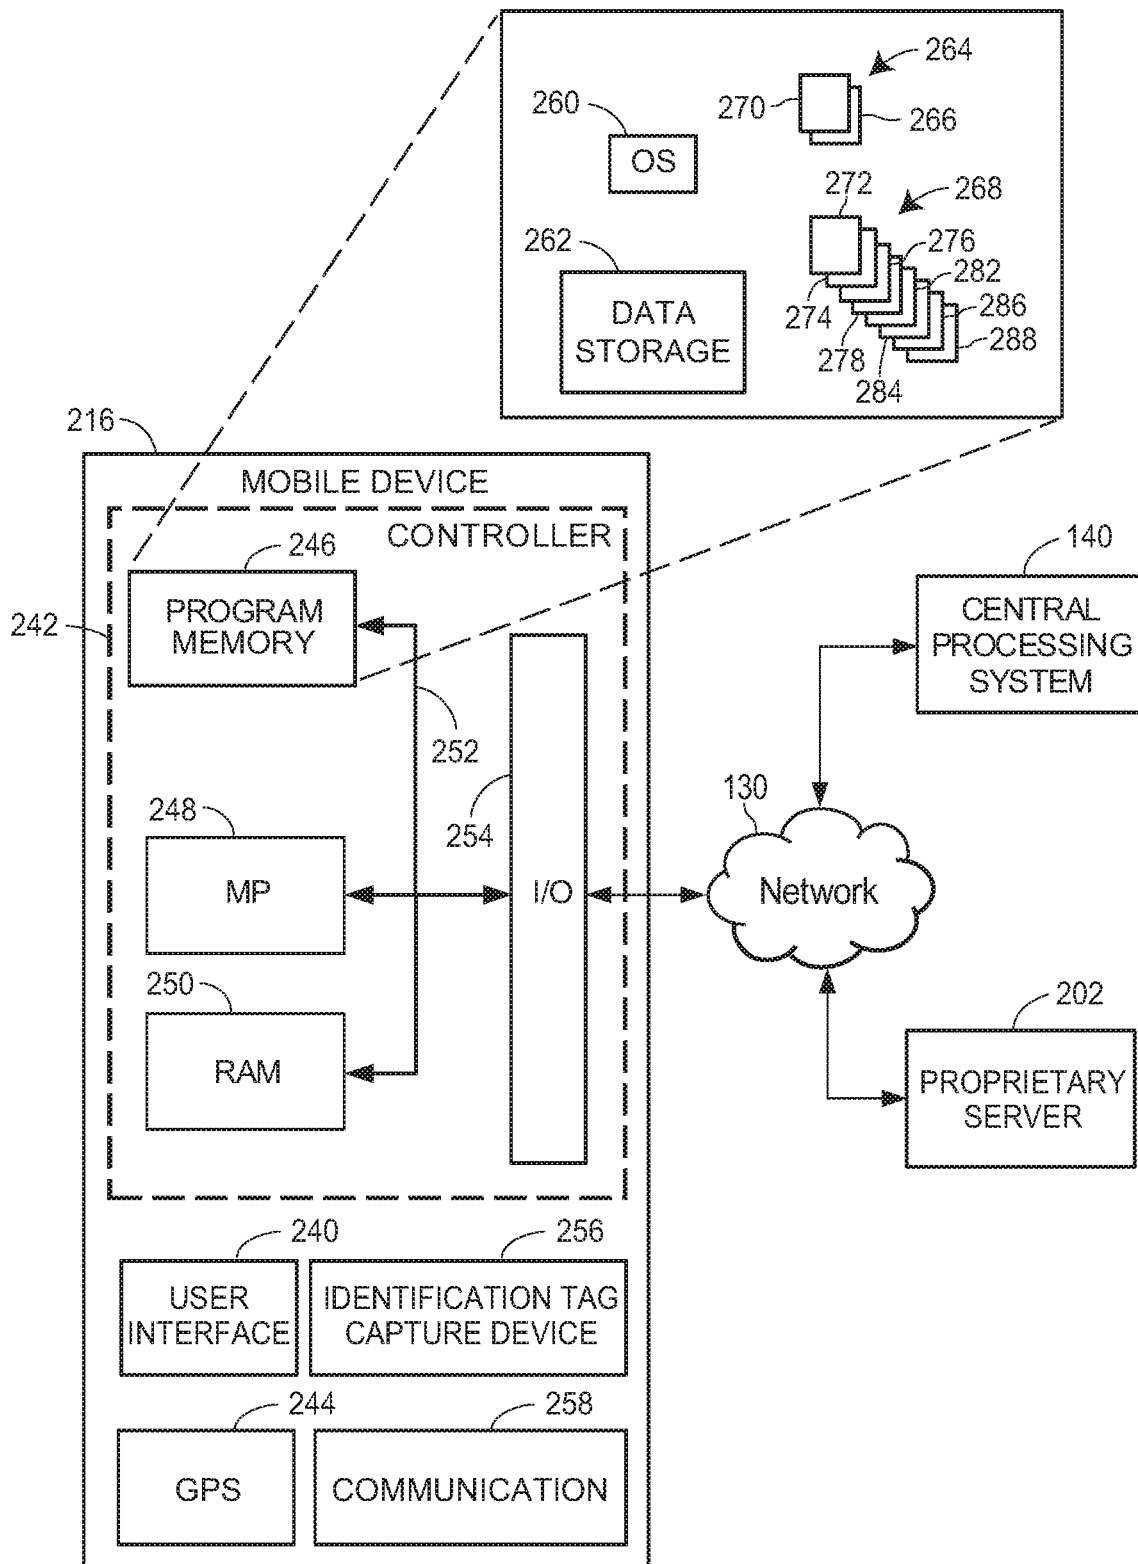 264
270
266
260
OS
272
268
276
262
282
DATA
STORAGE
274
286
278
288
284
216
MOBILE DEVICE
CONTROLLER
246
PROGRAM
MEMORY
242
252
254
248
MP
I/O
250
RAM
140
CENTRAL
PROCESSING
SYSTEM
130
Network
202
PROPRIETARY
SERVER
240
USER
INTERFACE
256
IDENTIFICATION TAG
CAPTURE DEVICE
244
GPS
258
COMMUNICATION